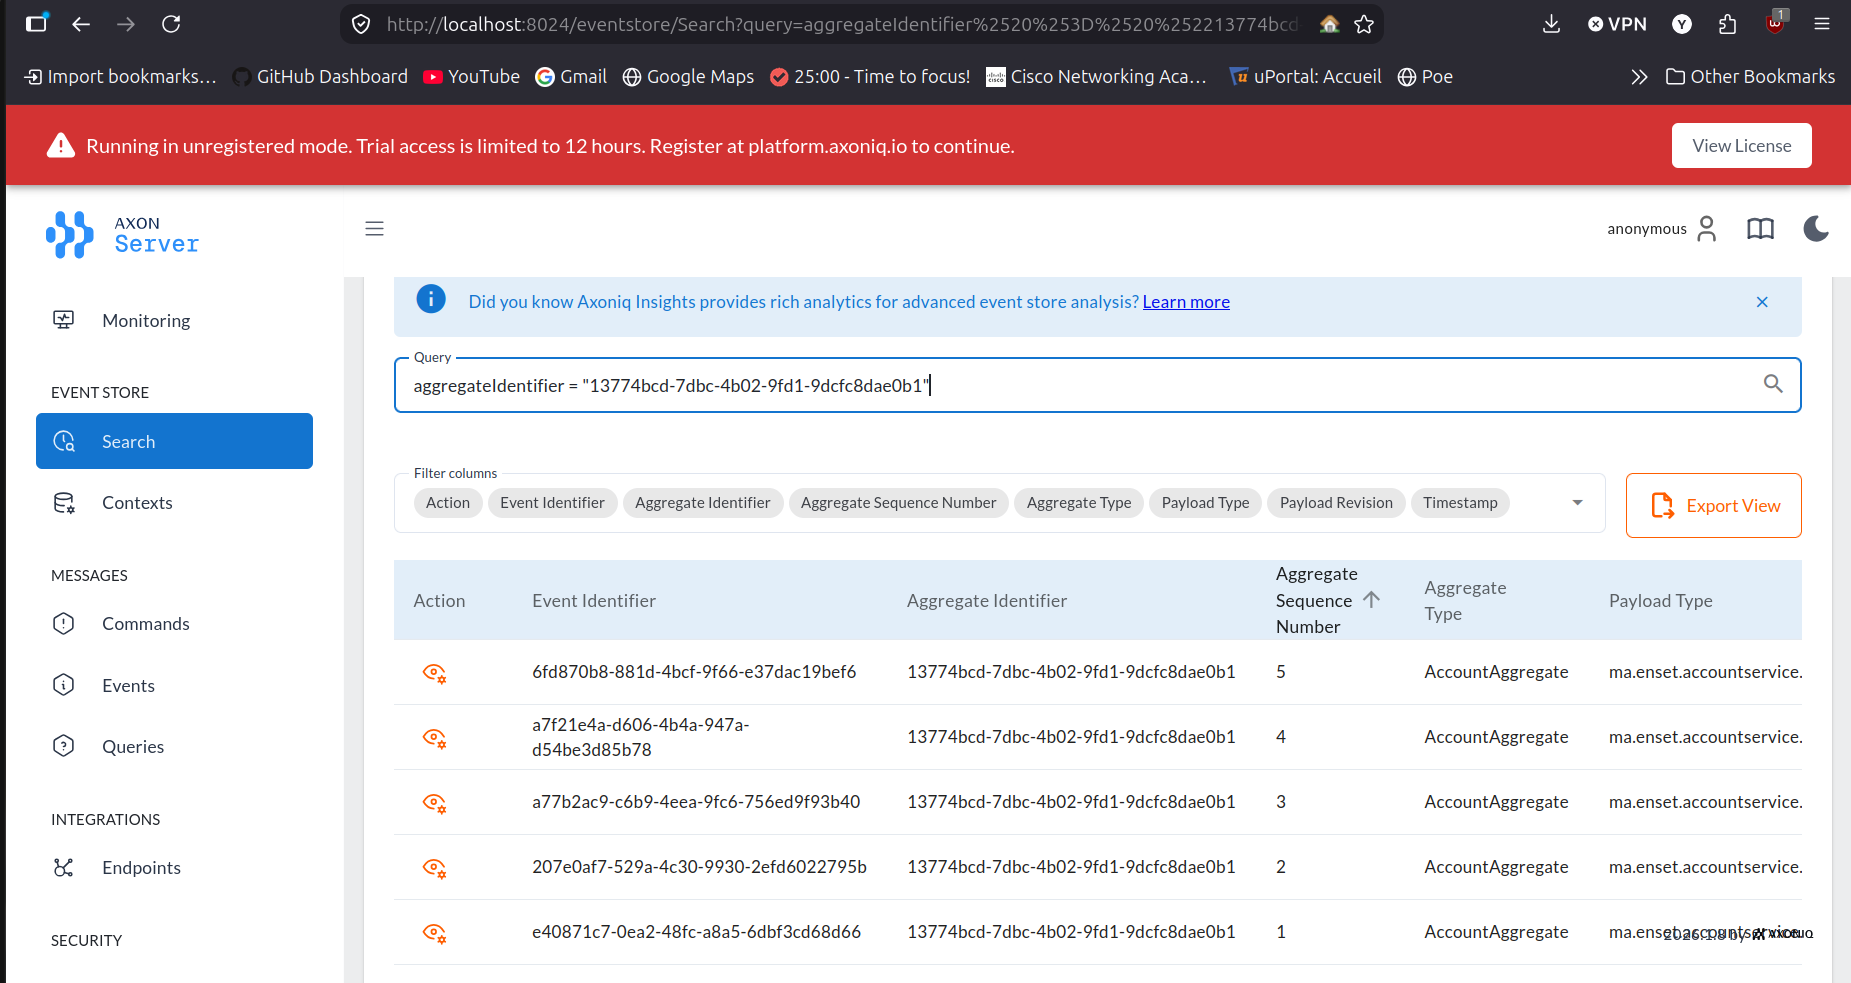 http://localhost:8024/eventstore/Search?query=aggregateIdentifier%2520%253D%2520%252213774bcd-
1
VPN
Y
Import bookmarks...
GitHub Dashboard
YouTube
Gmail
Google Maps
25:00 - Time to focus!
Cisco Networking Aca...
uPortal: Accueil
Poe
Other Bookmarks
Running in unregistered mode. Trial access is limited to 12 hours. Register at platform.axoniq.io to continue.
View License
AXON
Server
anonymous
Monitoring
EVENT STORE
Search
Contexts
MESSAGES
Commands
Events
Queries
INTEGRATIONS
Endpoints
SECURITY
Did you know Axoniq Insights provides rich analytics for advanced event store analysis? Learn more
Query
aggregateIdentifier = "13774bcd-7dbc-4b02-9fd1-9dcfc8dae0b1"
Filter columns
Action Event Identifier Aggregate Identifier Aggregate Sequence Number Aggregate Type Payload Type Payload Revision Timestamp
Export View
Action
Event Identifier
Aggregate Identifier
Aggregate
Sequence
Number
Aggregate
Type
Payload Type
6fd870b8-881d-4bcf-9f66-e37dac19bef6 13774bcd-7dbc-4b02-9fd1-9dcfc8dae0b1 5 AccountAggregate ma.enset.accountservice.
a7f21e4a-d606-4b4a-947a-
d54be3d85b78 13774bcd-7dbc-4b02-9fd1-9dcfc8dae0b1 4 AccountAggregate ma.enset.accountservice.
a77b2ac9-c6b9-4eea-9fc6-756ed9f93b40 13774bcd-7dbc-4b02-9fd1-9dcfc8dae0b1 3 AccountAggregate ma.enset.accountservice.
207e0af7-529a-4c30-9930-2efd6022795b 13774bcd-7dbc-4b02-9fd1-9dcfc8dae0b1 2 AccountAggregate ma.enset.accountservice.
e40871c7-0ea2-48fc-a8a5-6dbf3cd68d66 13774bcd-7dbc-4b02-9fd1-9dcfc8dae0b1 1 AccountAggregate ma.enset.accountservice.
by AXONIQ